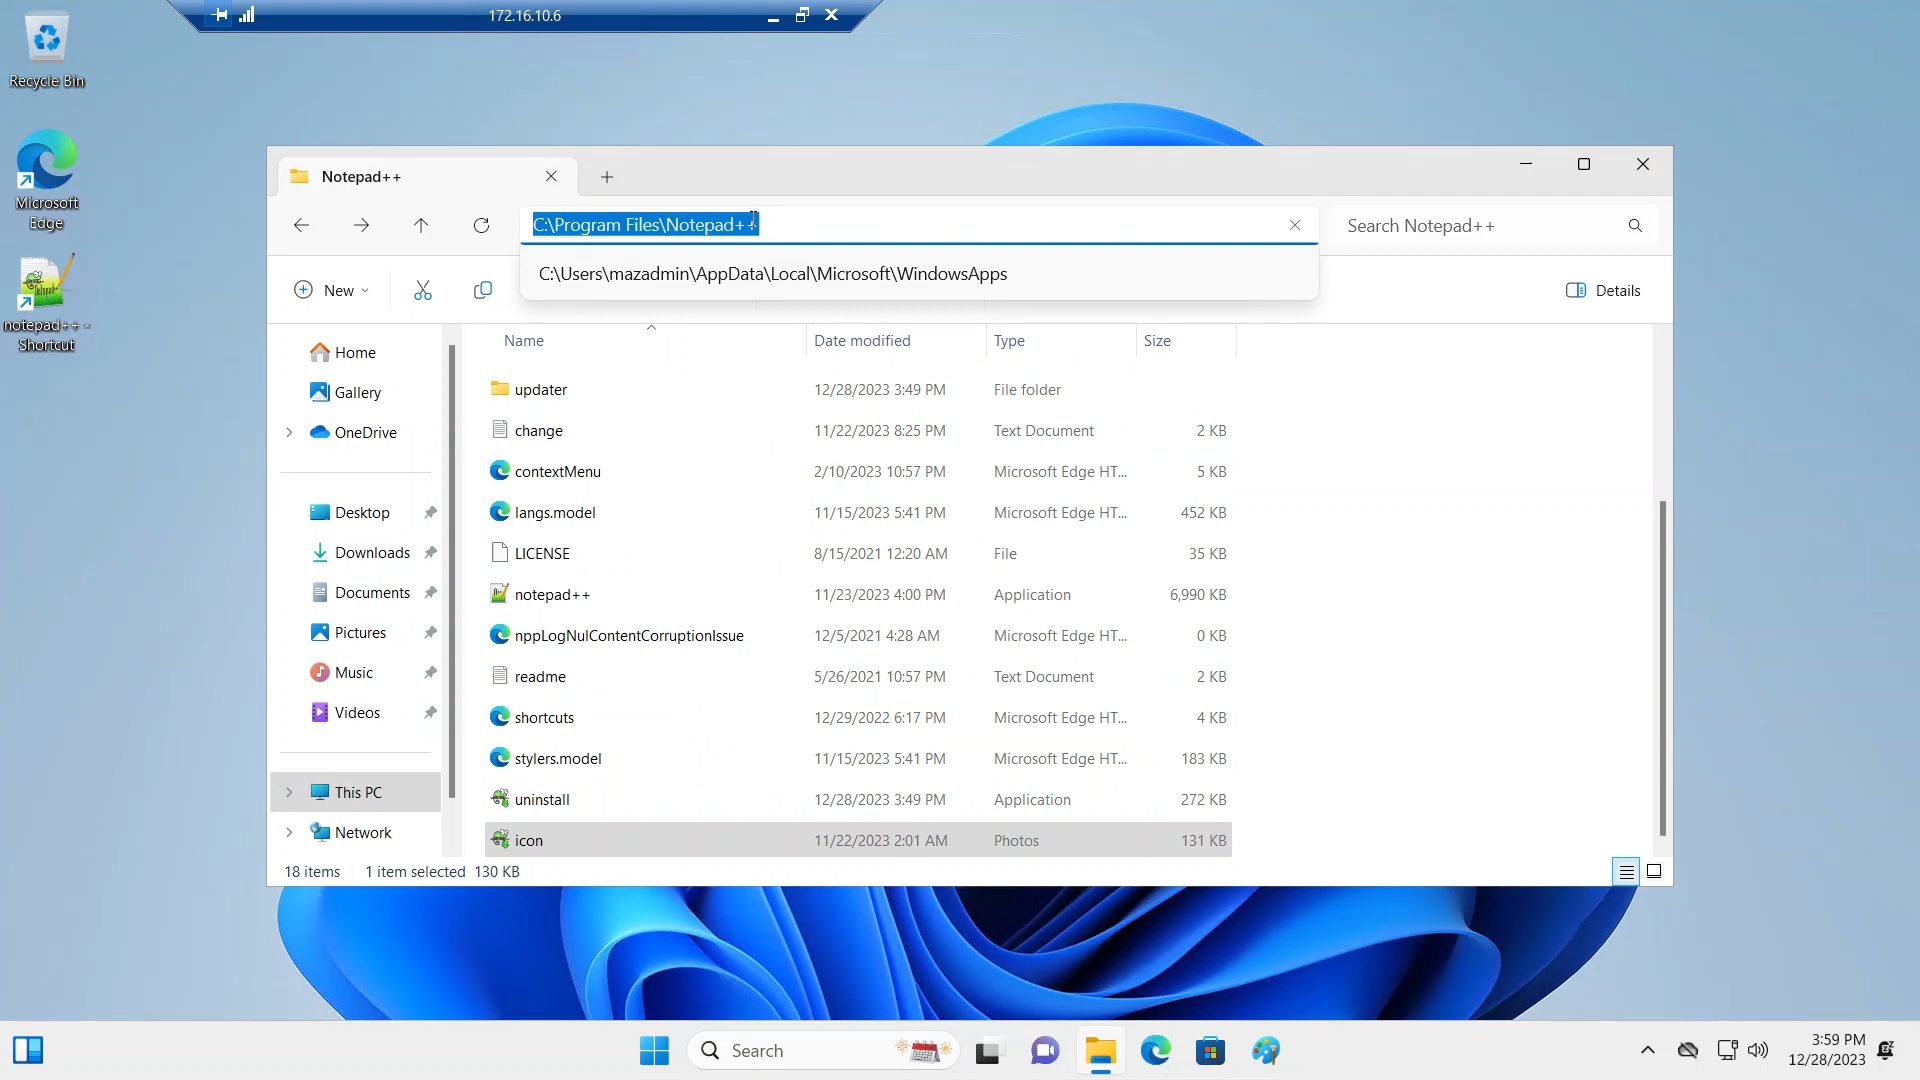 172.16.10.6
Recycle Bin
Microsoft
Edge
notepad++ -
Shortcut
Notepad++
C:\Program Files\Notepad++
Search Notepad++
C:\Users\mazadmin\AppData\Local\Microsoft\WindowsApps
New
Details
Name Date modified Type Size
Home
Gallery
OneDrive
Desktop
Downloads
Documents
Pictures
Music
Videos
This PC
Network
updater 12/28/2023 3:49 PM File folder
change 11/22/2023 8:25 PM Text Document 2 KB
contextMenu 2/10/2023 10:57 PM Microsoft Edge HT... 5 KB
langs.model 11/15/2023 5:41 PM Microsoft Edge HT... 452 KB
LICENSE 8/15/2021 12:20 AM File 35 KB
notepad++ 11/23/2023 4:00 PM Application 6,990 KB
nppLogNulContentCorruptionIssue 12/5/2021 4:28 AM Microsoft Edge HT... 0 KB
readme 5/26/2021 10:57 PM Text Document 2 KB
shortcuts 12/29/2022 6:17 PM Microsoft Edge HT... 4 KB
stylers.model 11/15/2023 5:41 PM Microsoft Edge HT... 183 KB
uninstall 12/28/2023 3:49 PM Application 272 KB
icon 11/22/2023 2:01 AM Photos 131 KB
18 items 1 item selected 130 KB
Search
3:59 PM
12/28/2023